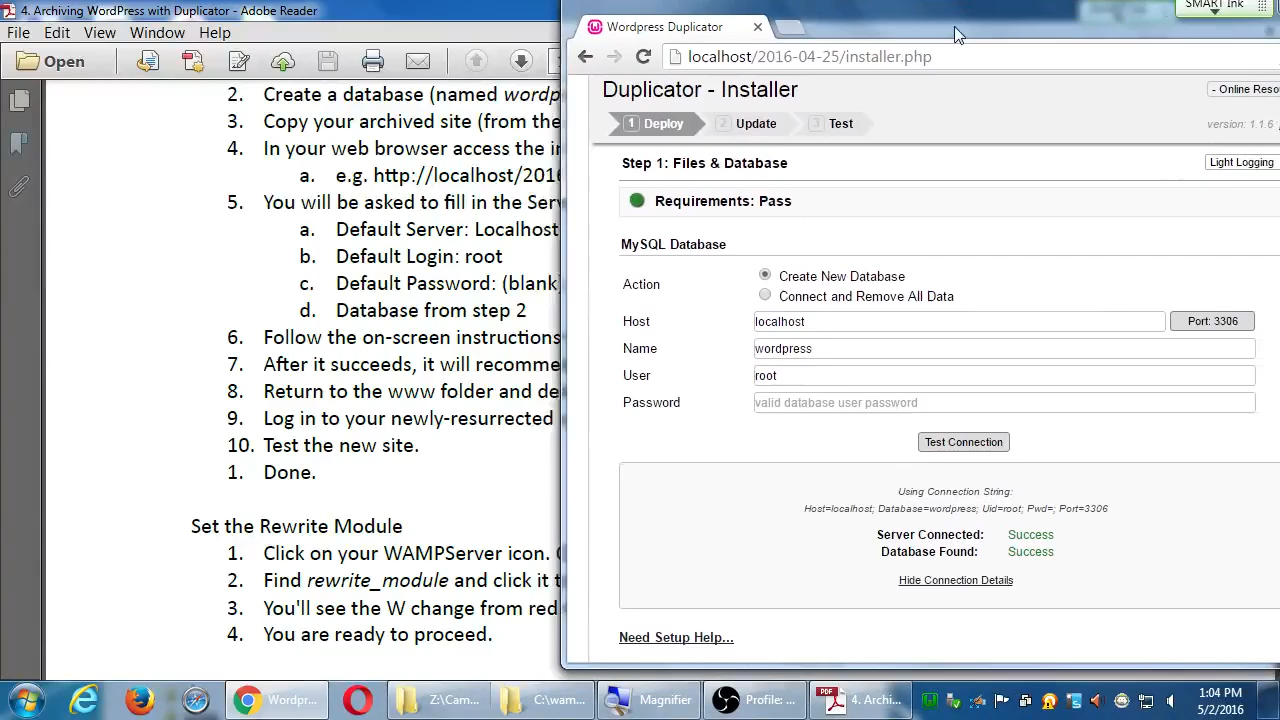 4. Archiving WordPress with Duplicator - Adobe Reader
File Edit View Window Help
Open
2. Create a database (named wordp
3. Copy your archived site (from the
4. In your web browser access the in
a. e.g. http://localhost/2016
5. You will be asked to fill in the Serv
a. Default Server: Localhost
b. Default Login: root
c. Default Password: (blank)
d. Database from step 2
6. Follow the on-screen instructions
7. After it succeeds, it will recomme
8. Return to the www folder and de
9. Log in to your newly-resurrected
10. Test the new site.
1. Done.
Set the Rewrite Module
1. Click on your WAMPServer icon.
2. Find rewrite_module and click it t
3. You'll see the W change from red
4. You are ready to proceed.
SMART Ink
Wordpress Duplicator
localhost/2016-04-25/installer.php
Duplicator - Installer
- Online Reso
1 Deploy 2 Update 3 Test
version: 1.1.6
Step 1: Files & Database
Light Logging
Requirements: Pass
MySQL Database
Action
Create New Database
Connect and Remove All Data
Host localhost Port: 3306
Name wordpress
User root
Password valid database user password
Test Connection
Using Connection String:
Host=localhost; Database=wordpress; Uid=root; Pwd=; Port=3306
Server Connected: Success
Database Found: Success
Hide Connection Details
Need Setup Help...
Wordpr... Z:\Cam... C:\wam... Magnifier Profile: ... 4. Archi...
1:04 PM
5/2/2016